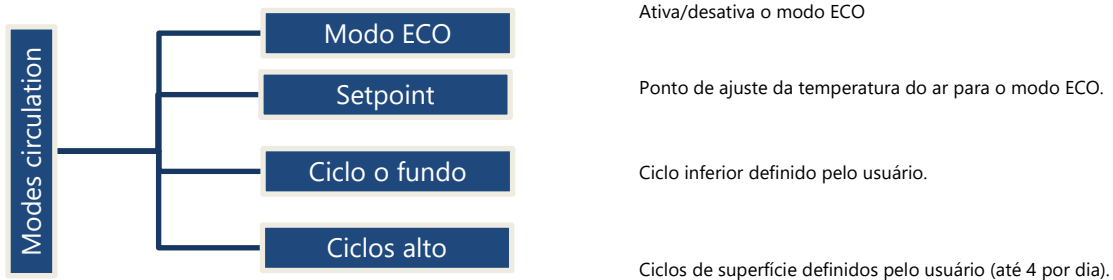 Modes circulation
Modo ECO
Ativa/desativa o modo ECO
Setpoint
Ponto de ajuste da temperatura do ar para o modo ECO.
Ciclo o fundo
Ciclo inferior definido pelo usuário.
Ciclos alto
Ciclos de superfície definidos pelo usuário (até 4 por dia).